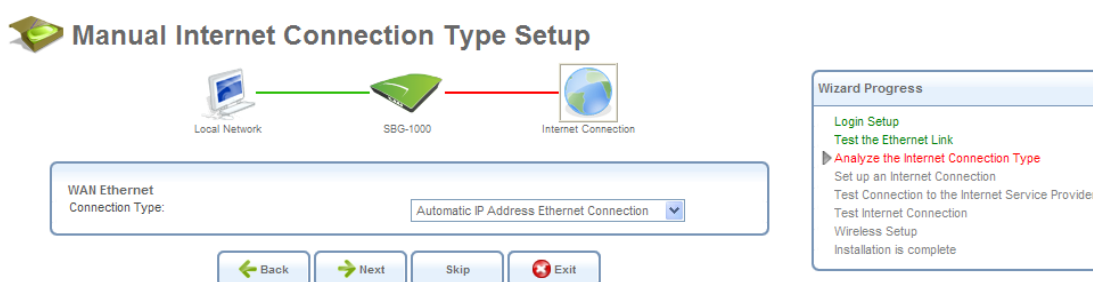 Manual Internet Connection Type Setup
Local Network
SBG-1000
Internet Connection
WAN Ethernet
Connection Type:
Automatic IP Address Ethernet Connection
Back
Next
Skip
Exit
Wizard Progress
Login Setup
Test the Ethernet Link
Analyze the Internet Connection Type
Set up an Internet Connection
Test Connection to the Internet Service Provider
Test Internet Connection
Wireless Setup
Installation is complete